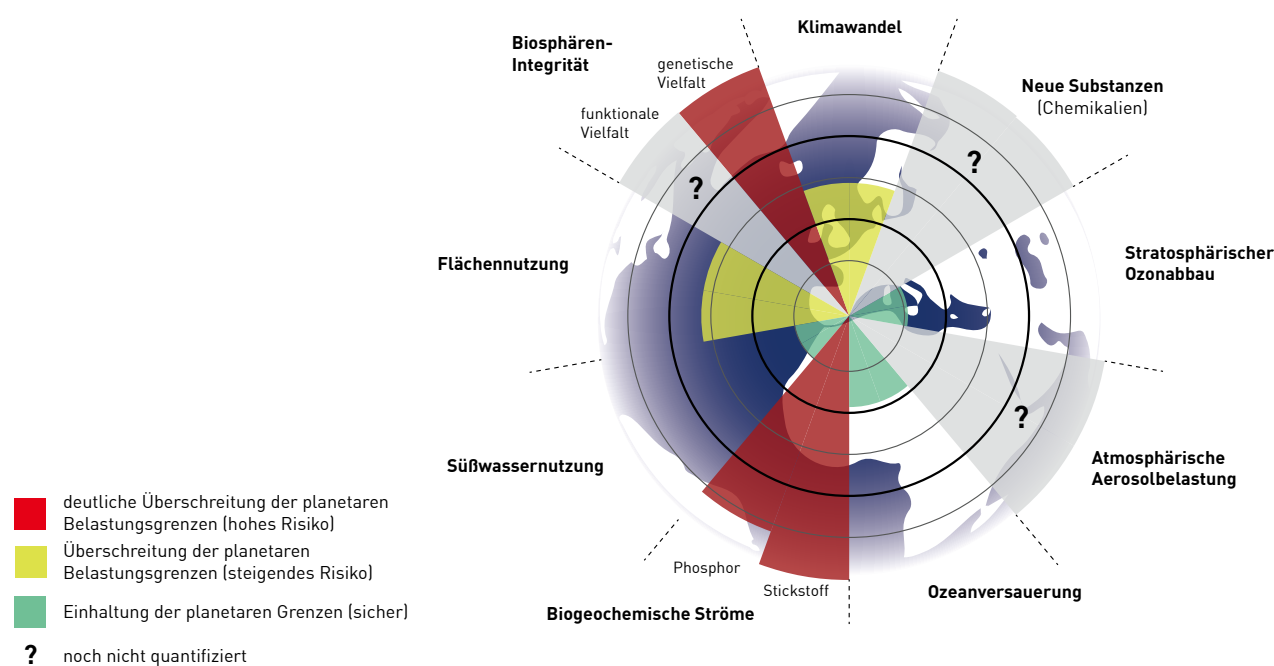 Klimawandel
Biosphären-
Integrität
genetische
Vielfalt
funktionale
Vielfalt
Neue Substanzen
(Chemikalien)
?
?
Stratosphärischer
Ozonabbau
Flächennutzung
?
Atmosphärische
Aerosolbelastung
Süßwassernutzung
Phosphor
Stickstoff
Ozeanversauerung
Biogeochemische Ströme
deutliche Überschreitung der planetaren
Belastungsgrenzen (hohes Risiko)
Überschreitung der planetaren
Belastungsgrenzen (steigendes Risiko)
Einhaltung der planetaren Grenzen (sicher)
? noch nicht quantifiziert